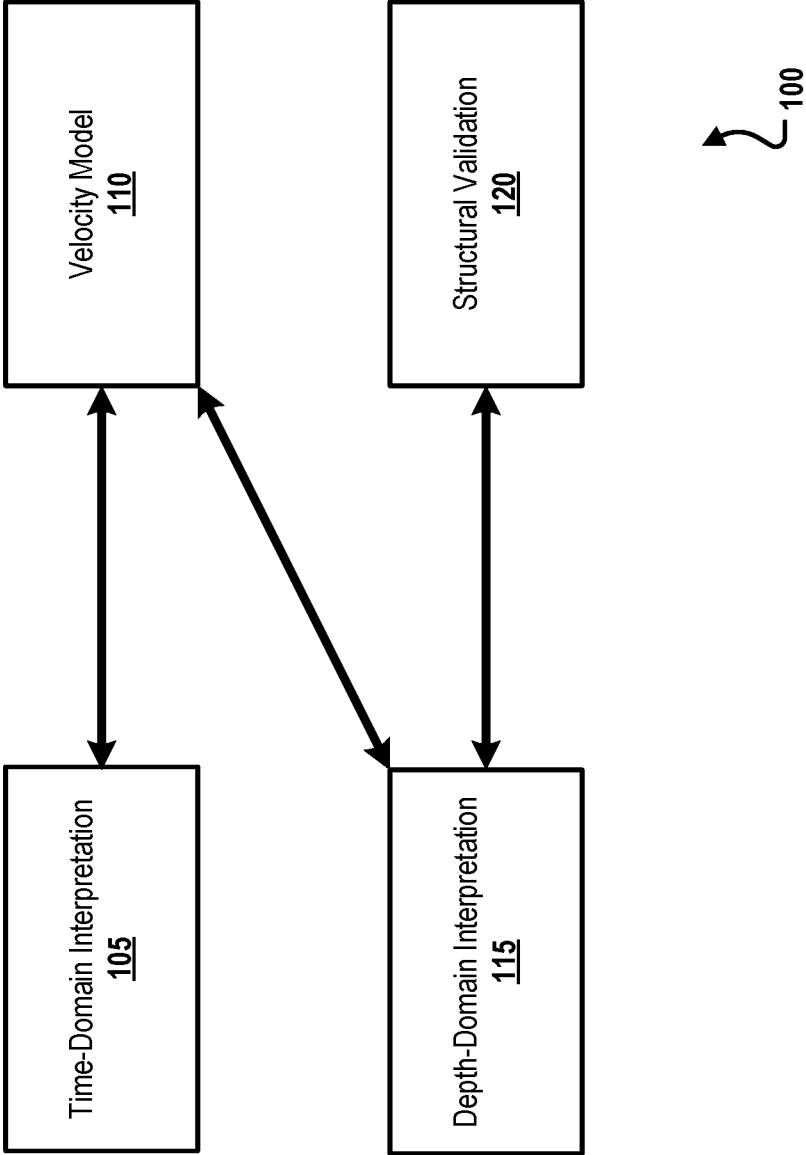 Time-Domain Interpretation
105
Velocity Model
110
Depth-Domain Interpretation
115
Structural Validation
120
100